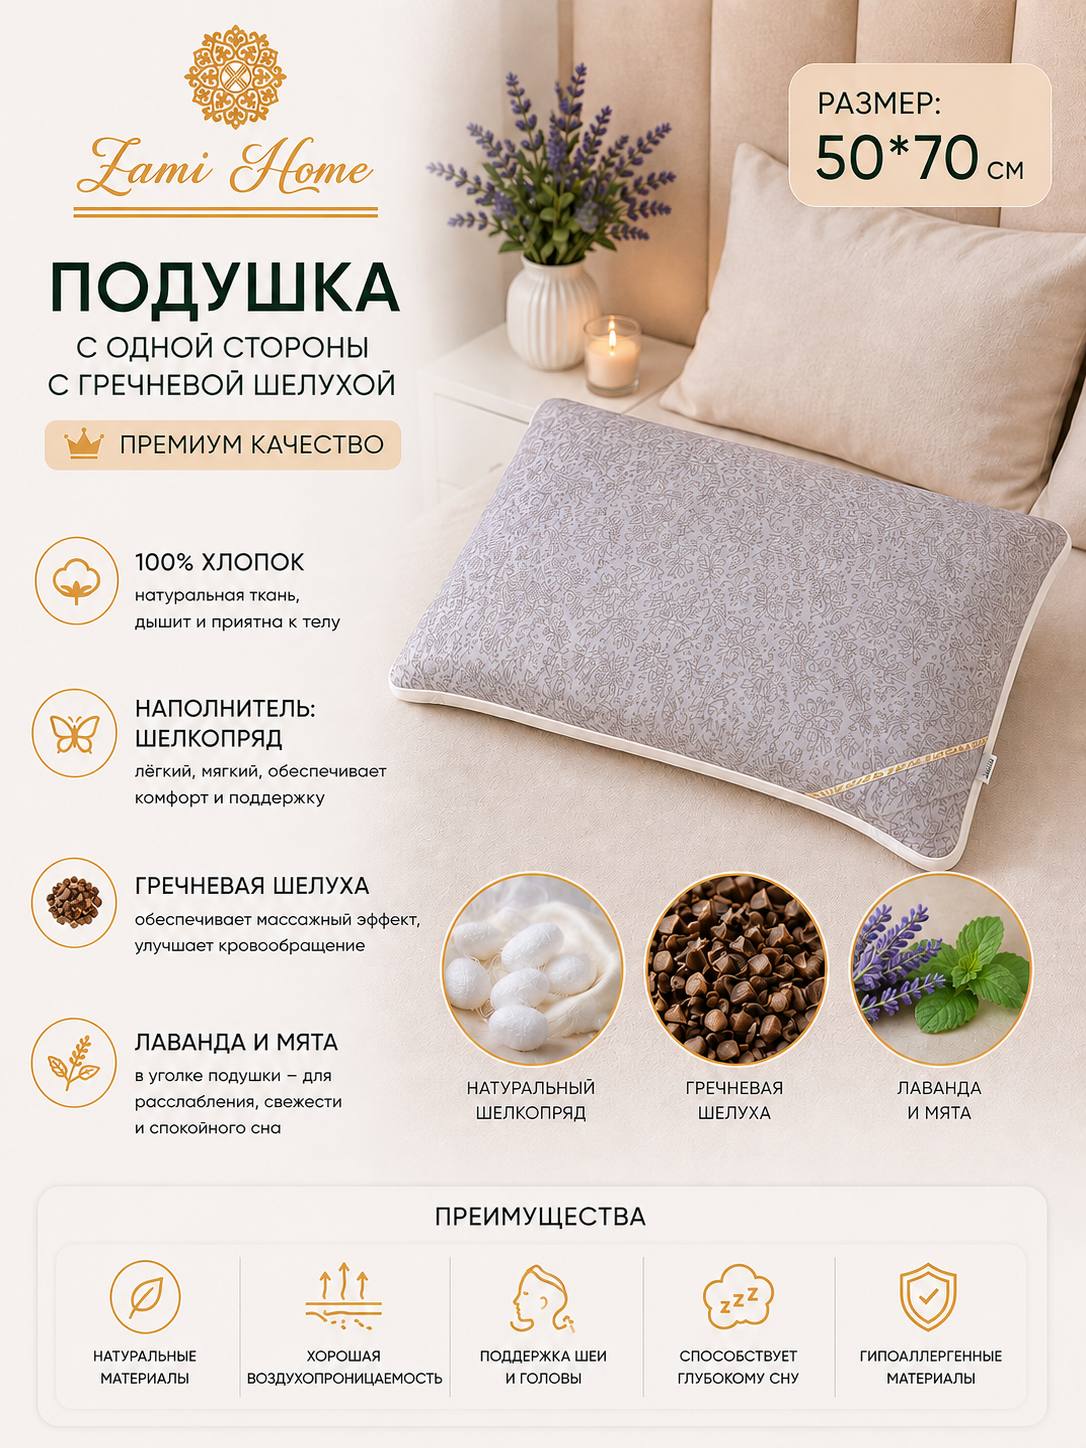 Zami Home
РАЗМЕР:
50*70 СМ
ПОДУШКА
С ОДНОЙ СТОРОНЫ
С ГРЕЧНЕВОЙ ШЕЛУХОЙ
ПРЕМИУМ КАЧЕСТВО
100% ХЛОПОК
натуральная ткань,
дышит и приятна к телу
НАПОЛНИТЕЛЬ:
ШЕЛКОПРЯД
лёгкий, мягкий, обеспечивает
комфорт и поддержку
ГРЕЧНЕВАЯ ШЕЛУХА
обеспечивает массажный эффект,
улучшает кровообращение
ЛАВАНДА И МЯТА
в уголке подушки – для
расслабления, свежести
и спокойного сна
НАТУРАЛЬНЫЙ
ШЕЛКОПРЯД
ГРЕЧНЕВАЯ
ШЕЛУХА
ЛАВАНДА
И МЯТА
ПРЕИМУЩЕСТВА
НАТУРАЛЬНЫЕ
МАТЕРИАЛЫ
ХОРОШАЯ
ВОЗДУХОПРОНИЦАЕМОСТЬ
ПОДДЕРЖКА ШЕИ
И ГОЛОВЫ
zzz
СПОСОБСТВУЕТ
ГЛУБОКОМУ СНУ
ГИПОАЛЛЕРГЕННЫЕ
МАТЕРИАЛЫ